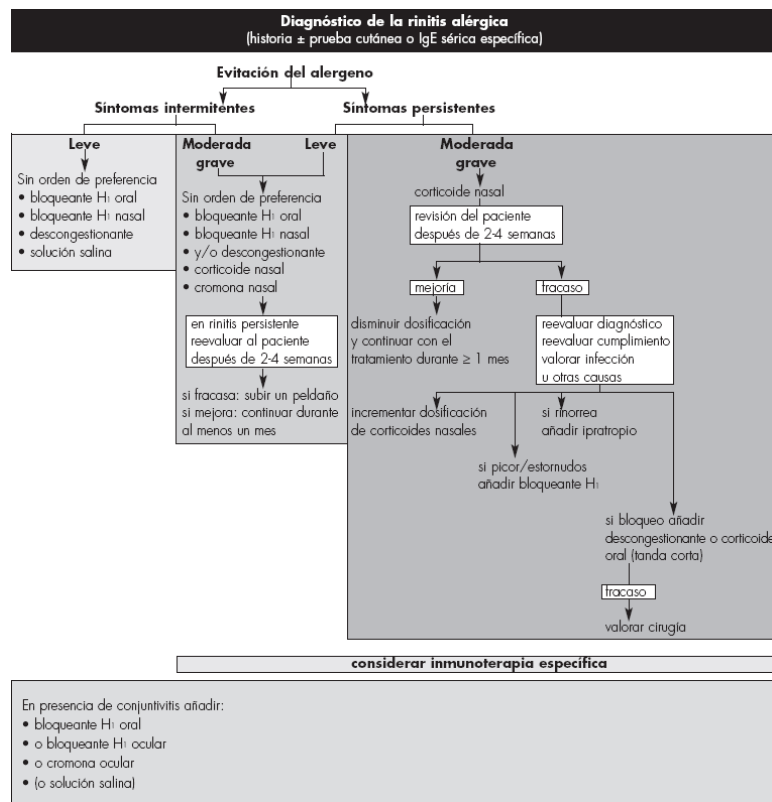 Diagnóstico de la rinitis alérgica
(historia ± prueba cutánea o IgE sérica específica)
Evitación del alergeno
Síntomas intermitentes
Síntomas persistentes
Leve
Sin orden de preferencia
• bloqueante H1 oral
• bloqueante H1 nasal
• descongestionante
• solución salina
Moderada
grave
Leve
Sin orden de preferencia
• bloqueante H1 oral
• bloqueante H1 nasal
• y/o descongestionante
• corticoide nasal
• cromona nasal
en rinitis persistente
reevaluar al paciente
después de 2-4 semanas
si fracasa: subir un peldaño
si mejora: continuar durante
al menos un mes
Moderada
grave
corticoide nasal
revisión del paciente
después de 2-4 semanas
mejoría
fracaso
disminuir dosificación
y continuar con el
tratamiento durante ≥ 1 mes
reevaluar diagnóstico
reevaluar cumplimiento
valorar infección
u otras causas
incrementar dosificación
de corticoides nasales
si rinorrea
añadir ipratropio
si picor/estornudos
añadir bloqueante H1
si bloqueo añadir
descongestionante o corticoide
oral (tanda corta)
fracaso
valorar cirugía
considerar inmunoterapia específica
En presencia de conjuntivitis añadir:
• bloqueante H1 oral
• o bloqueante H1 ocular
• o cromona ocular
• (o solución salina)